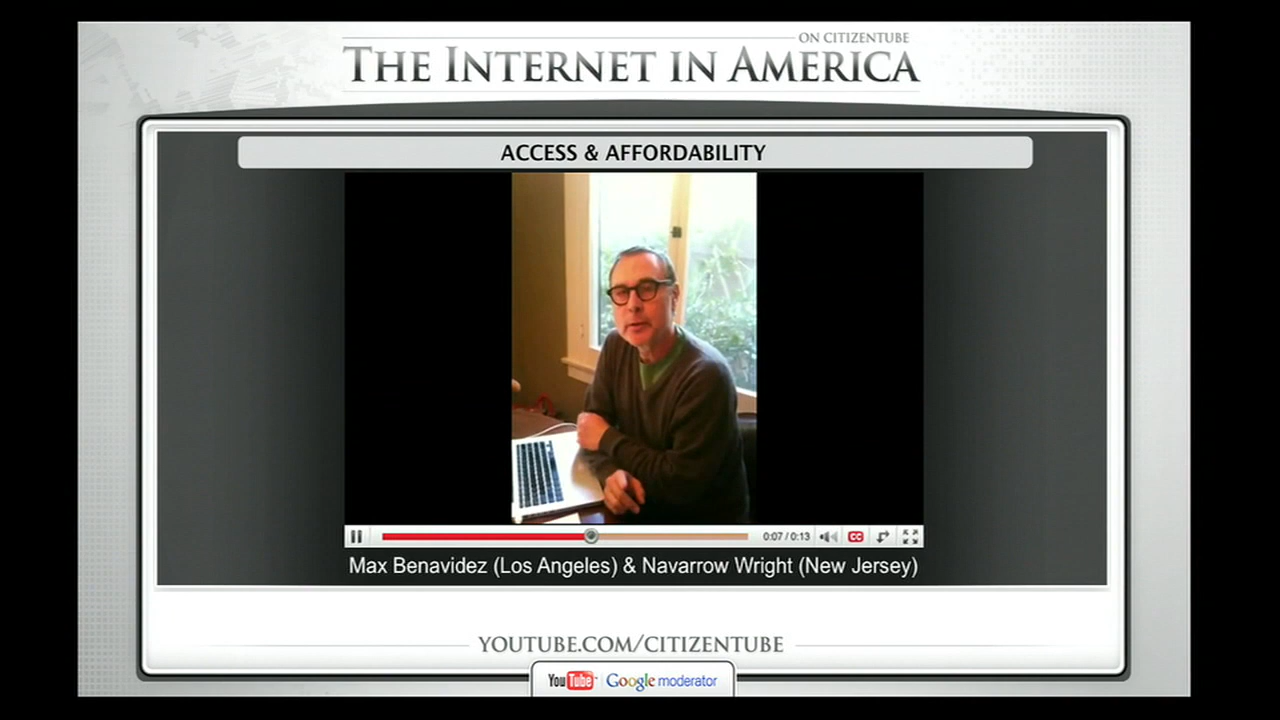 ON CITIZENTUBE
THE INTERNET IN AMERICA
ACCESS & AFFORDABILITY
0:07 / 0:13
CC
Max Benavidez (Los Angeles) & Navarrow Wright (New Jersey)
YOUTUBE.COM/CITIZENTUBE
YouTube Google moderator